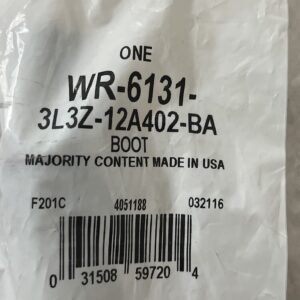 ONE
WR-6131-
3L3Z-12A402-BA
BOOT
MAJORITY CONTENT MADE IN USA
F201C 4051188 032116
0 31508 59720 4